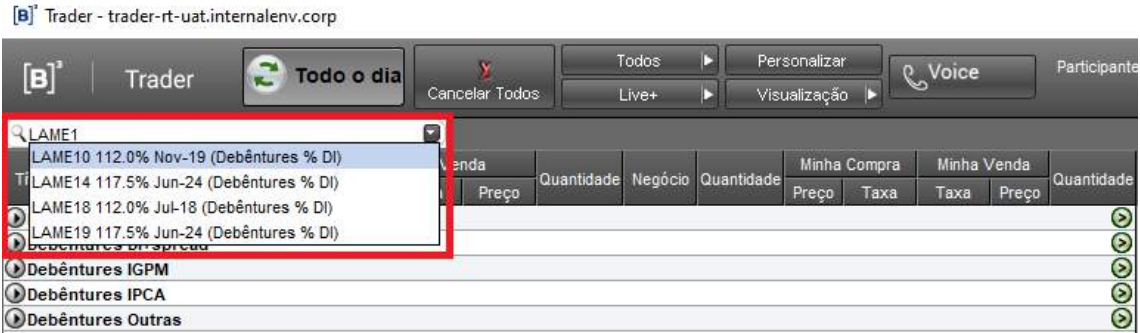 [B]³ Trader - trader-rt-uat.internalenv.corp
[B]³ Trader Todo o dia Cancelar Todos Todos Live+ Personalizar Visualização Voice Participante
LAME1
LAME10 112.0% Nov-19 (Debêntures % DI)
LAME14 117.5% Jun-24 (Debêntures % DI)
LAME18 112.0% Jul-18 (Debêntures % DI)
LAME19 117.5% Jun-24 (Debêntures % DI)
Quantidade Negócio Quantidade Minha Compra Minha Venda Quantidade
Preço Preço Taxa Taxa Preço
Debêntures DI+spread
Debêntures IGPM
Debêntures IPCA
Debêntures Outras